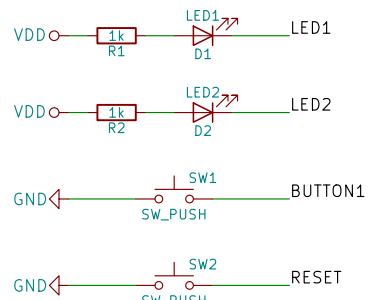 LED1
VDD 1k LED1
R1 D1
LED2
VDD 1k LED2
R2 D2
SW1
GND BUTTON1
SW_PUSH
SW2
GND RESET
SW_PUSH